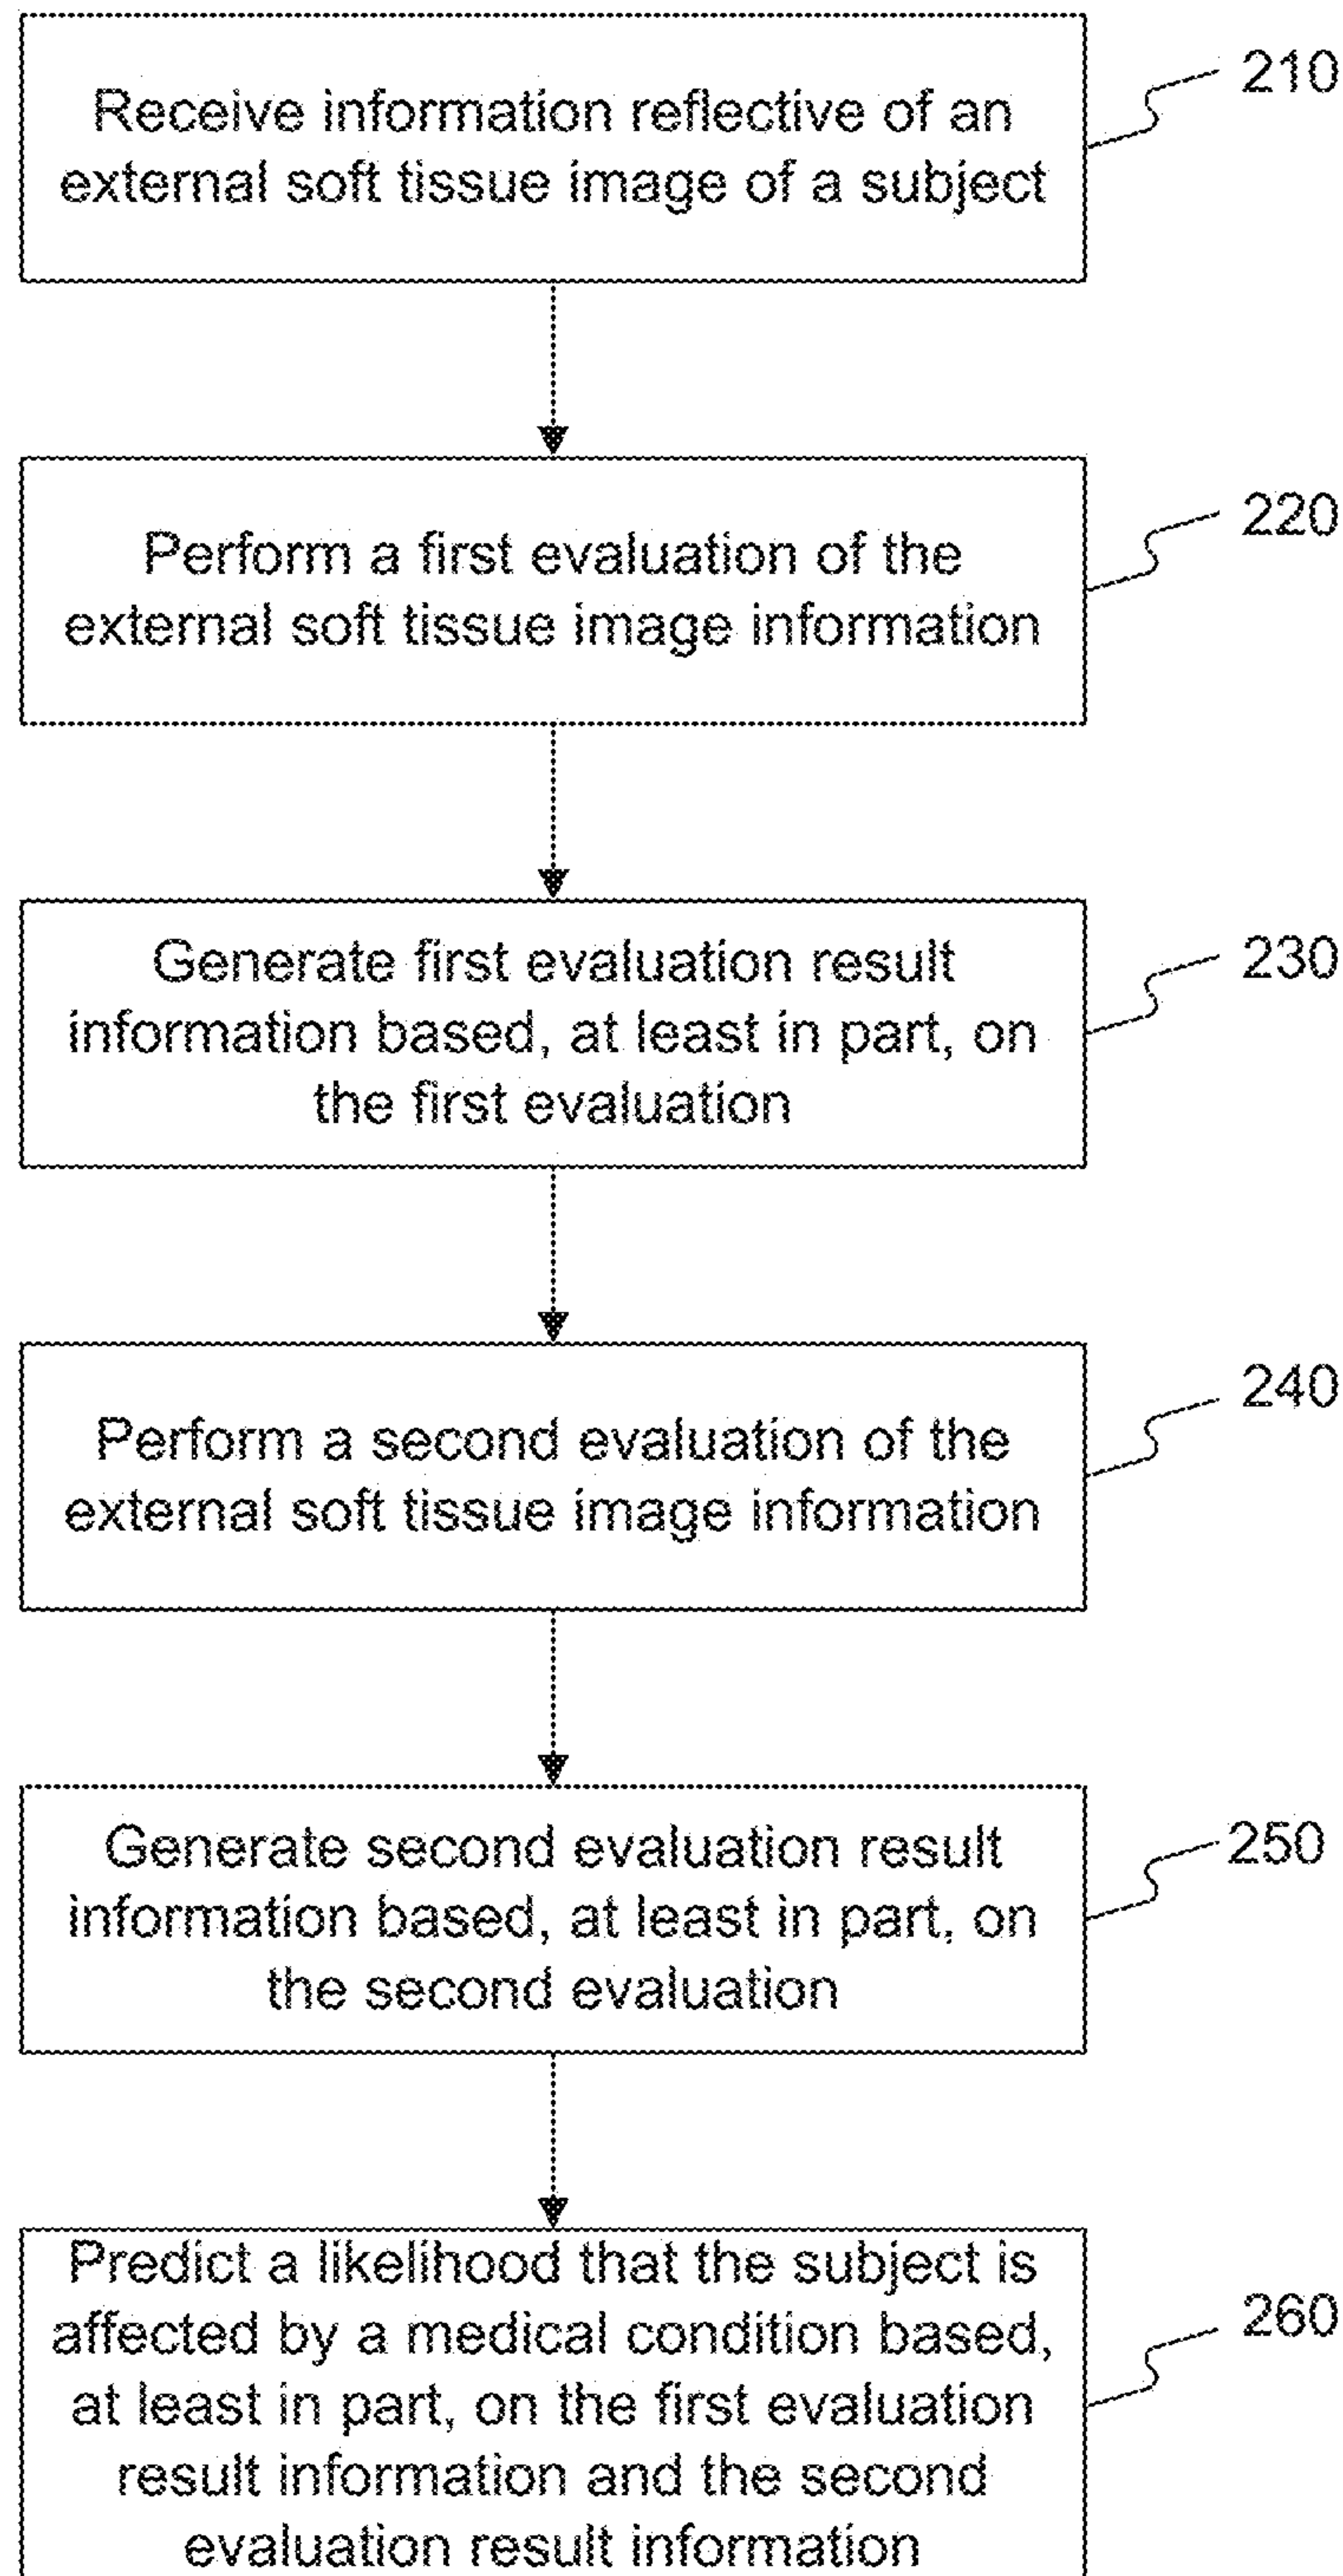 Receive information reflective of an
external soft tissue image of a subject
210
Perform a first evaluation of the
external soft tissue image information
220
Generate first evaluation result
information based, at least in part, on
the first evaluation
230
Perform a second evaluation of the
external soft tissue image information
240
Generate second evaluation result
information based, at least in part, on
the second evaluation
250
Predict a likelihood that the subject is
affected by a medical condition based,
at least in part, on the first evaluation
result information and the second
evaluation result information
260